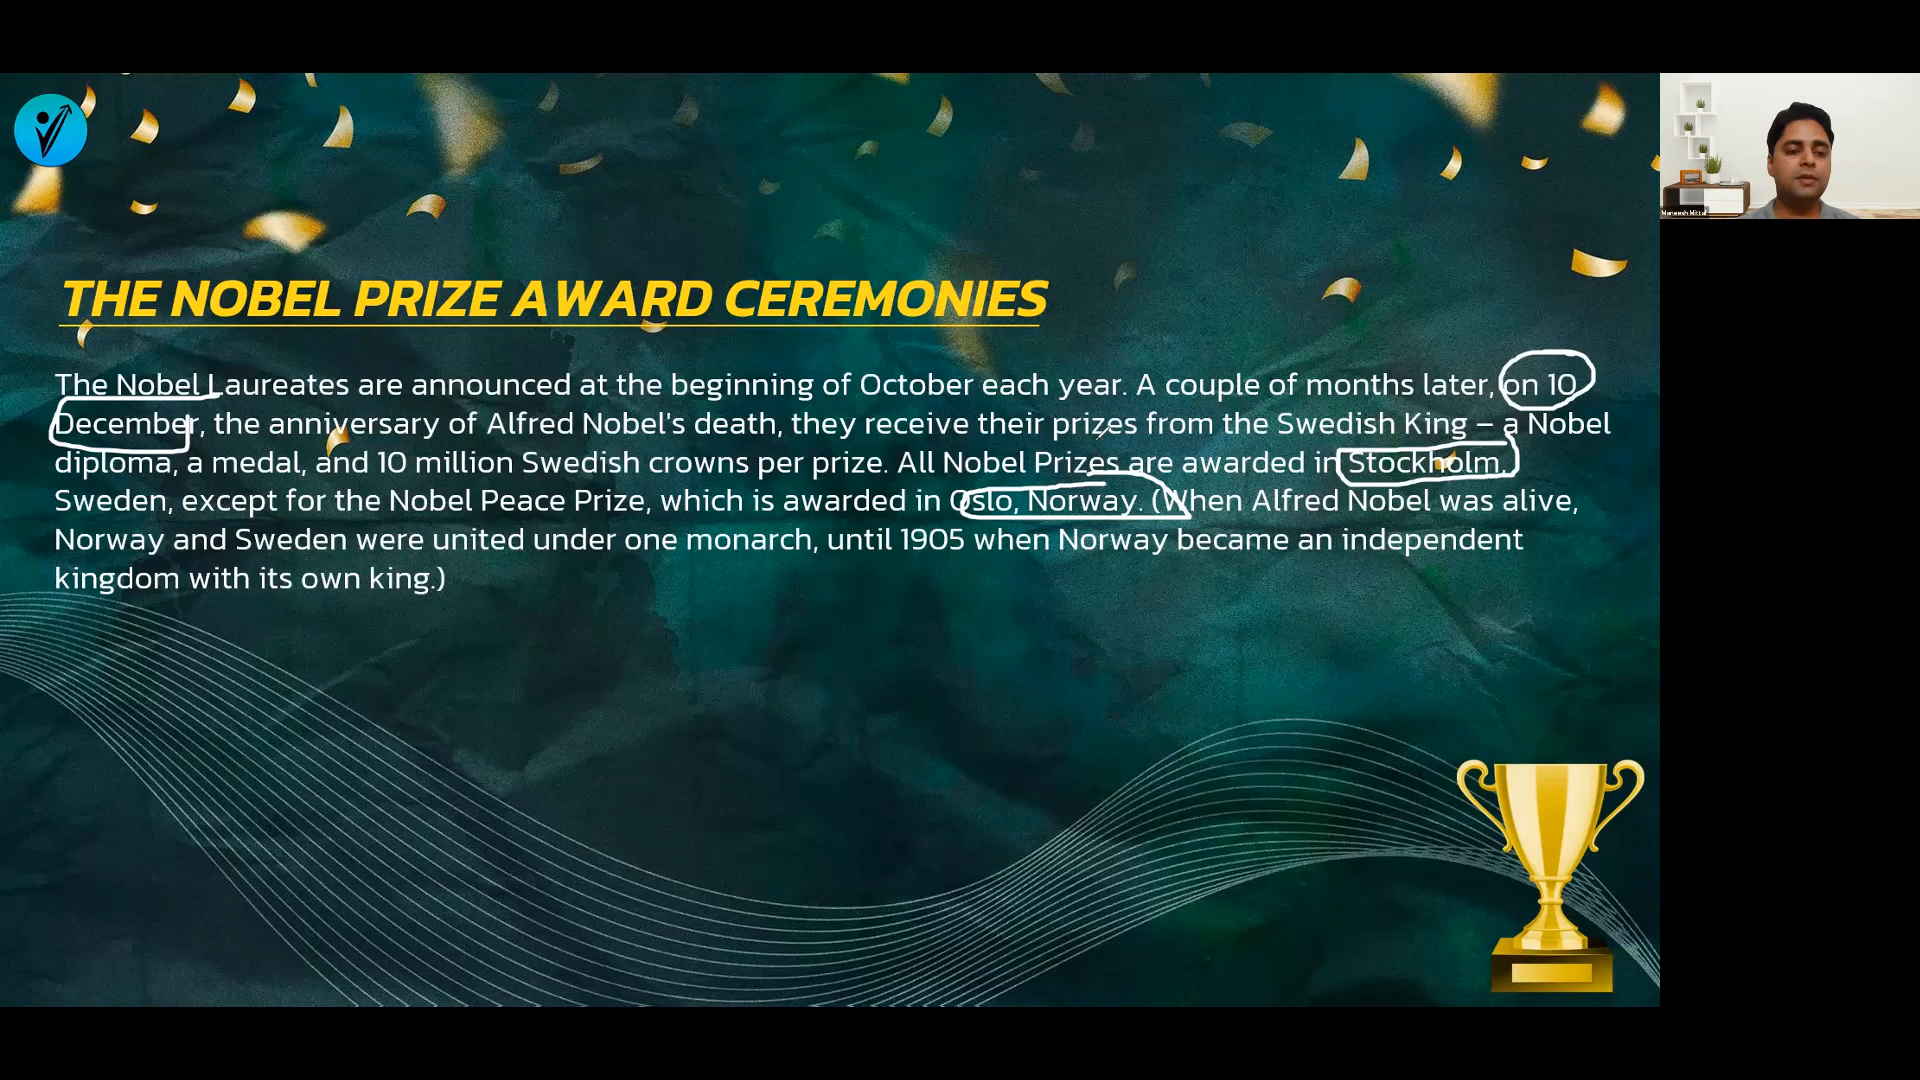 THE NOBEL PRIZE AWARD CEREMONIES
The Nobel Laureates are announced at the beginning of October each year. A couple of months later, on 10
December, the anniversary of Alfred Nobel's death, they receive their prizes from the Swedish King – a Nobel
diploma, a medal, and 10 million Swedish crowns per prize. All Nobel Prizes are awarded in Stockholm,
Sweden, except for the Nobel Peace Prize, which is awarded in Oslo, Norway. (When Alfred Nobel was alive,
Norway and Sweden were united under one monarch, until 1905 when Norway became an independent
kingdom with its own king.)
Maneesh Mittal